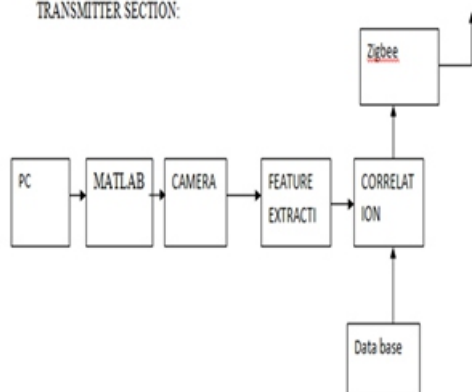 TRANSMITTER SECTION:
Zigbee
PC
MATLAB
CAMERA
FEATURE
EXTRACTI
CORRELAT
ION
Data base